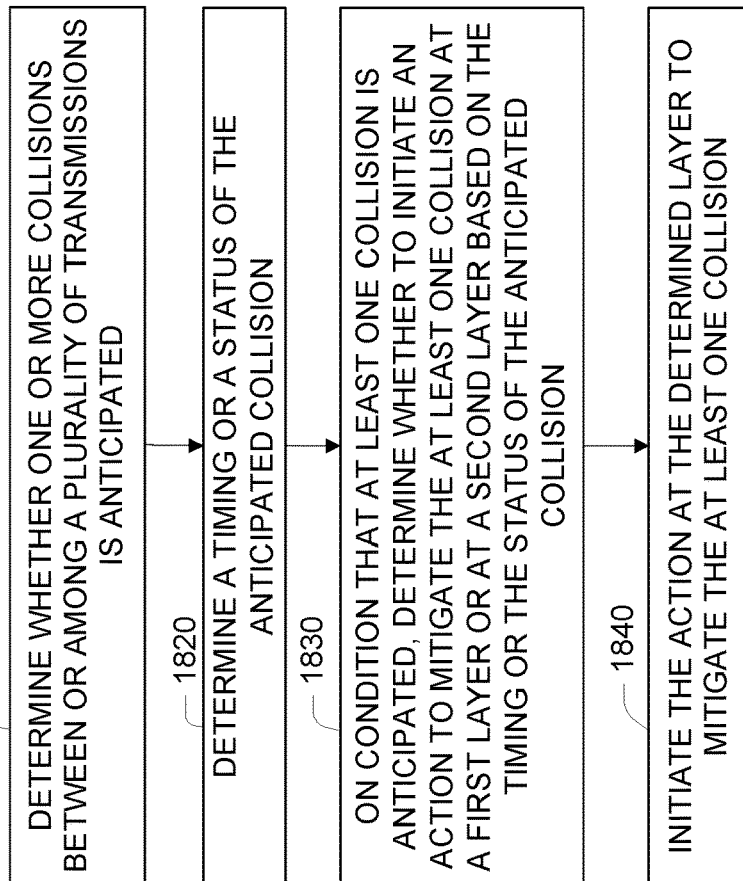 DETERMINE WHETHER ONE OR MORE COLLISIONS
BETWEEN OR AMONG A PLURALITY OF TRANSMISSIONS
IS ANTICIPATED
1820
DETERMINE A TIMING OR A STATUS OF THE
ANTICIPATED COLLISION
1830
ON CONDITION THAT AT LEAST ONE COLLISION IS
ANTICIPATED, DETERMINE WHETHER TO INITIATE AN
ACTION TO MITIGATE THE AT LEAST ONE COLLISION AT
A FIRST LAYER OR AT A SECOND LAYER BASED ON THE
TIMING OR THE STATUS OF THE ANTICIPATED
COLLISION
1840
INITIATE THE ACTION AT THE DETERMINED LAYER TO
MITIGATE THE AT LEAST ONE COLLISION